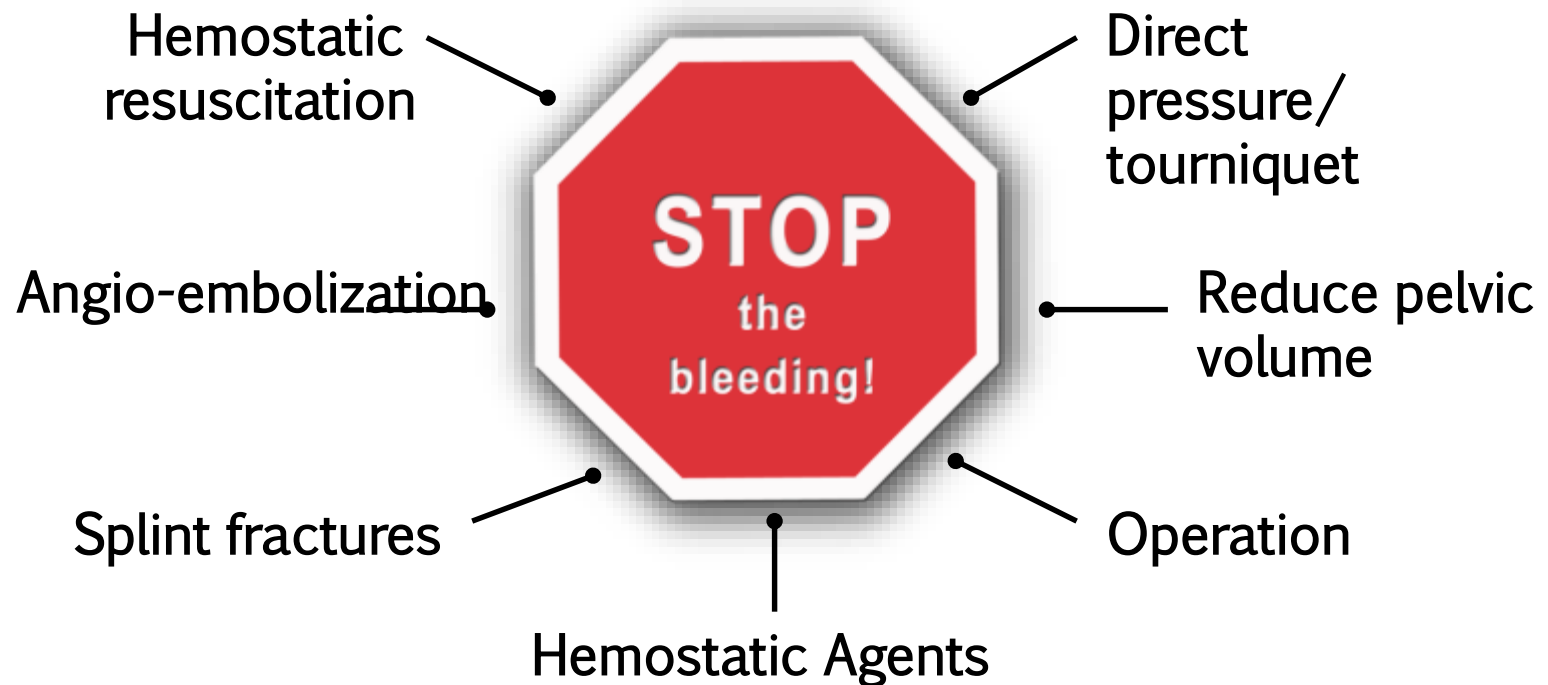 Hemostatic
resuscitation
Direct
pressure/
tourniquet
STOP
the
bleeding!
Angio-embolization
Reduce pelvic
volume
Splint fractures
Operation
Hemostatic Agents